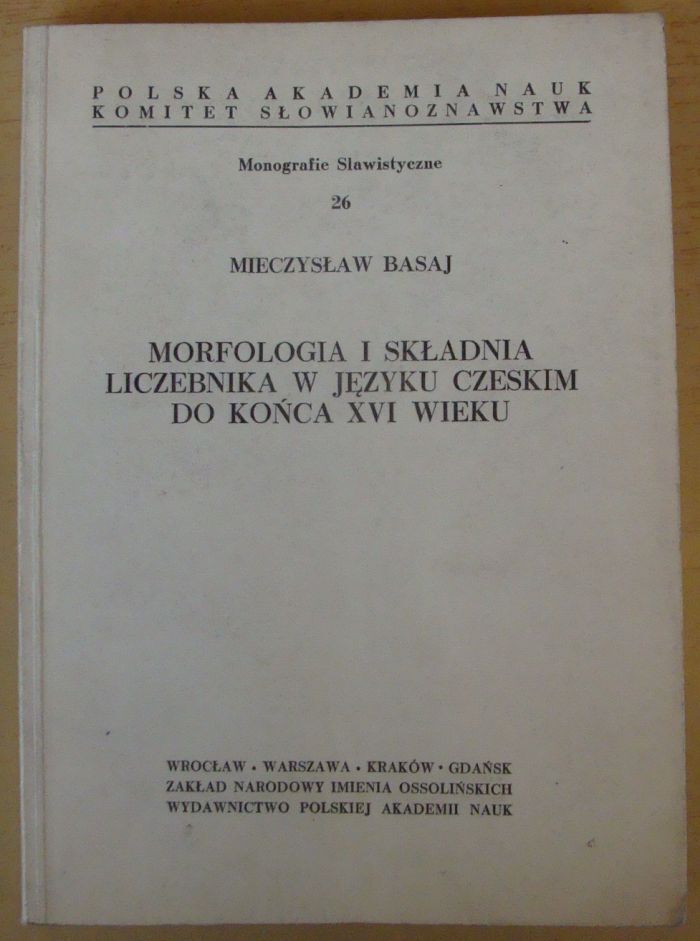 POLSKA AKADEMIA NAUK
KOMITET SŁOWIANOZNAWSTWA
Monografie Slawistyczne
26
MIECZYSŁAW BASAJ
MORFOLOGIA I SKŁADNIA
LICZEBNIKA W JĘZYKU CZESKIM
DO KOŃCA XVI WIEKU
WROCŁAW • WARSZAWA • KRAKÓW • GDAŃSK
ZAKŁAD NARODOWY IMIENIA OSSOLIŃSKICH
WYDAWNICTWO POLSKIEJ AKADEMII NAUK